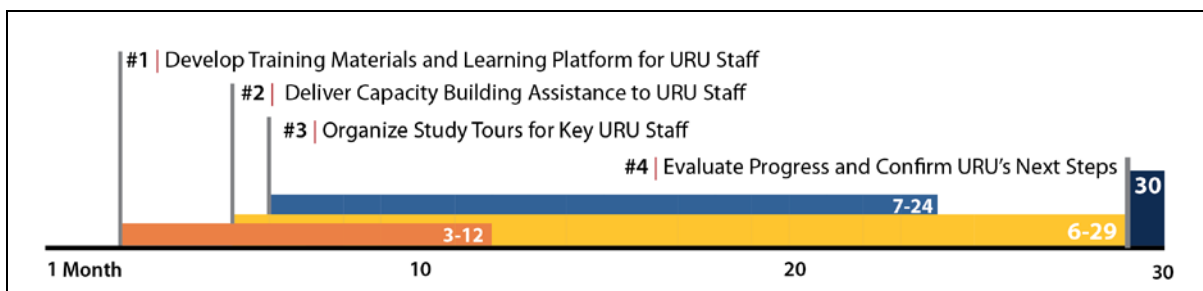 #1 | Develop Training Materials and Learning Platform for URU Staff
#2 | Deliver Capacity Building Assistance to URU Staff
#3 | Organize Study Tours for Key URU Staff
#4 | Evaluate Progress and Confirm URU's Next Steps
30
7-24
3-12
6-29
1 Month
10
20
30